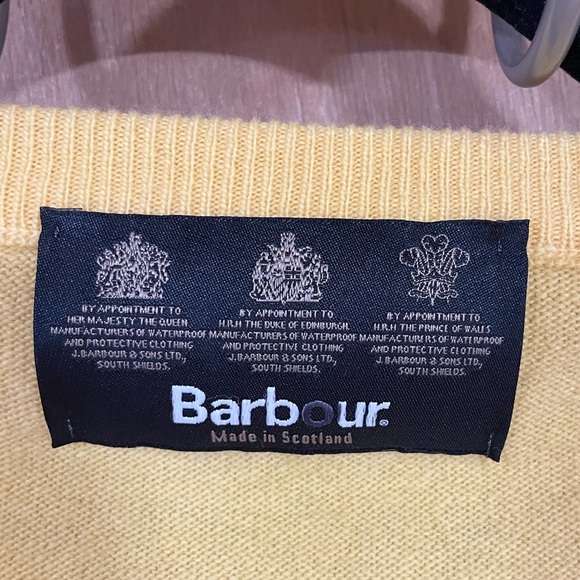 BY APPOINTMENT TO
HER MAJESTY THE QUEEN
MANUFACTURERS OF WATERPROOF
AND PROTECTIVE CLOTHING
J.BARBOUR & SONS LTD.,
SOUTH SHIELDS.
BY APPOINTMENT TO
H.R.H THE DUKE OF EDINBURGH.
MANUFACTURERS OF WATERPROOF
AND PROTECTIVE CLOTHING
J.BARBOUR & SONS LTD.,
SOUTH SHIELDS.
BY APPOINTMENT TO
H.R.H THE PRINCE OF WALES
MANUFACTURERS OF WATERPROOF
AND PROTECTIVE CLOTHING
J.BARBOUR & SONS LTD.,
SOUTH SHIELDS.
Barbour®
Made in Scotland